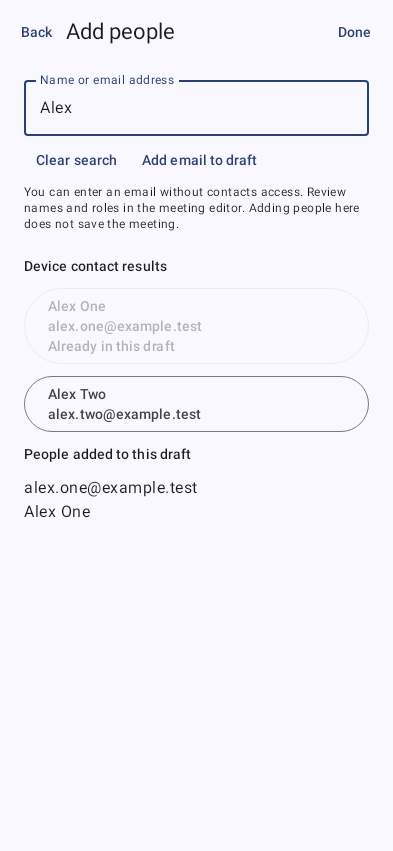 Back
Add people
Done
Name or email address
Alex
Clear search
Add email to draft
You can enter an email without contacts access. Review
names and roles in the meeting editor. Adding people here
does not save the meeting.
Device contact results
Alex One
alex.one@example.test
Already in this draft
Alex Two
alex.two@example.test
People added to this draft
alex.one@example.test
Alex One